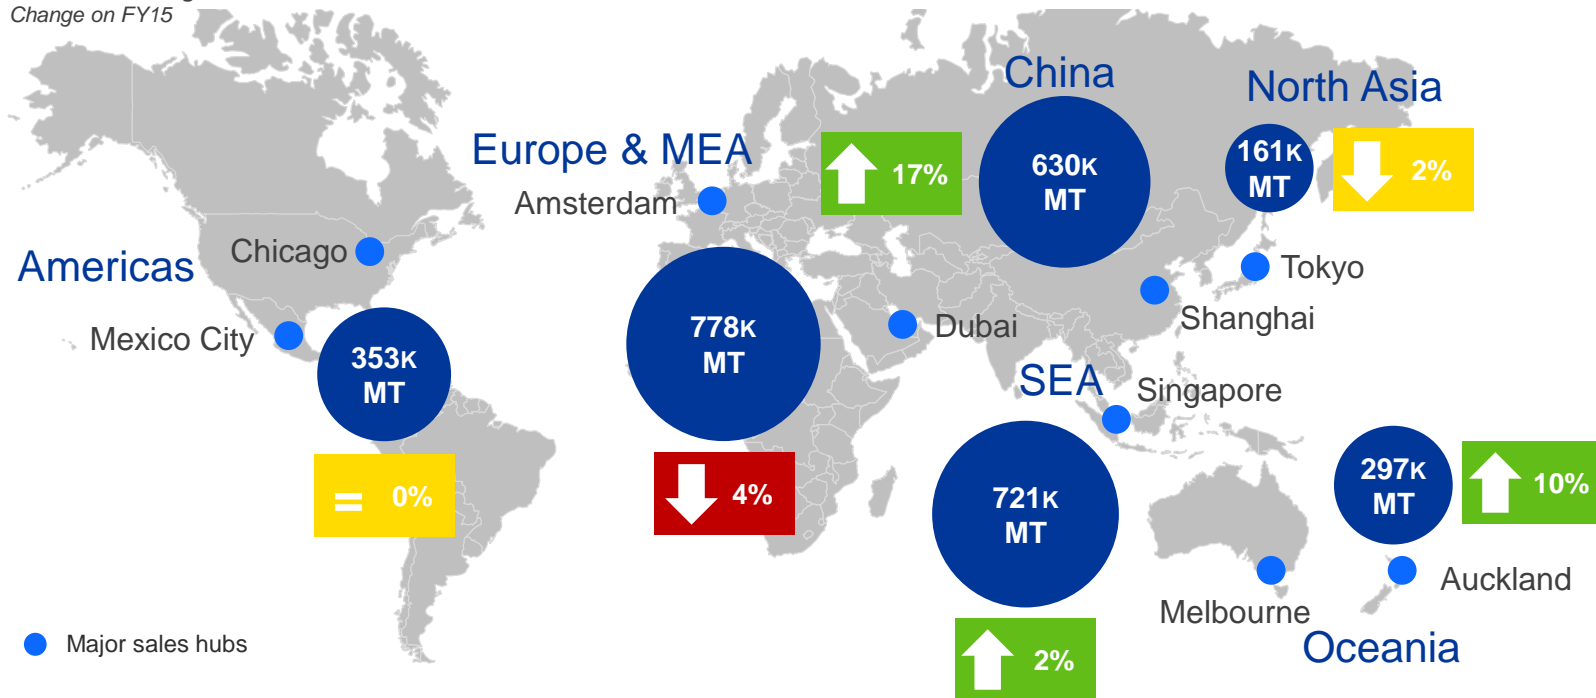 Change on FY15
China
North Asia
Europe & MEA
17%
630K
MT
161K
MT
2%
Amsterdam
Chicago
Americas
Tokyo
Shanghai
Mexico City
353K
MT
778K
MT
Dubai
SEA
Singapore
= 0%
4%
721K
MT
297K
MT
10%
Melbourne
Auckland
Oceania
Major sales hubs
2%